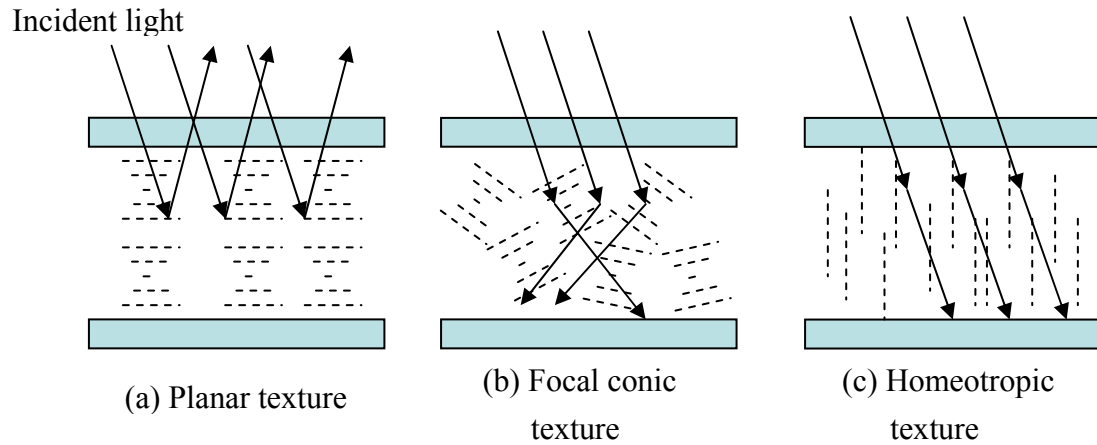 Incident light
(a) Planar texture
(b) Focal conic
texture
(c) Homeotropic
texture